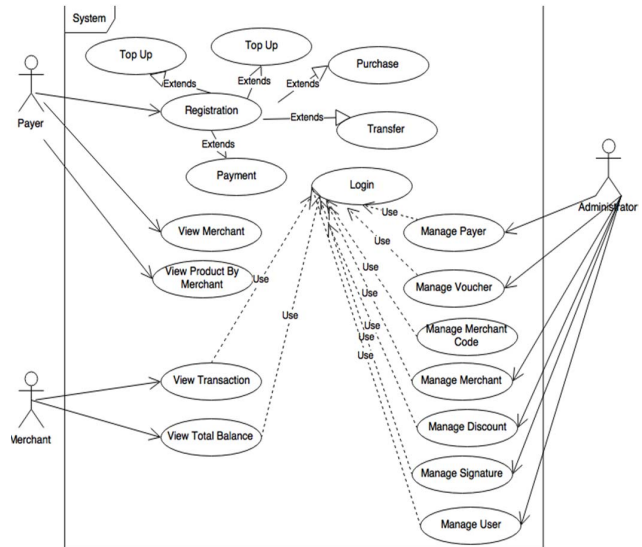 System
Top Up
Top Up
Purchase
Extends
Extends
Extends
Registration
Extends
Transfer
Payer
Extends
Payment
Login
Administrator
Use
Manage Payer
View Merchant
Use
View Product By
Merchant
Use
Use
Manage Voucher
Use
Use
Manage Merchant
Code
Use
Use
Use
View Transaction
Manage Merchant
Merchant
View Total Balance
Manage Discount
Manage Signature
Manage User